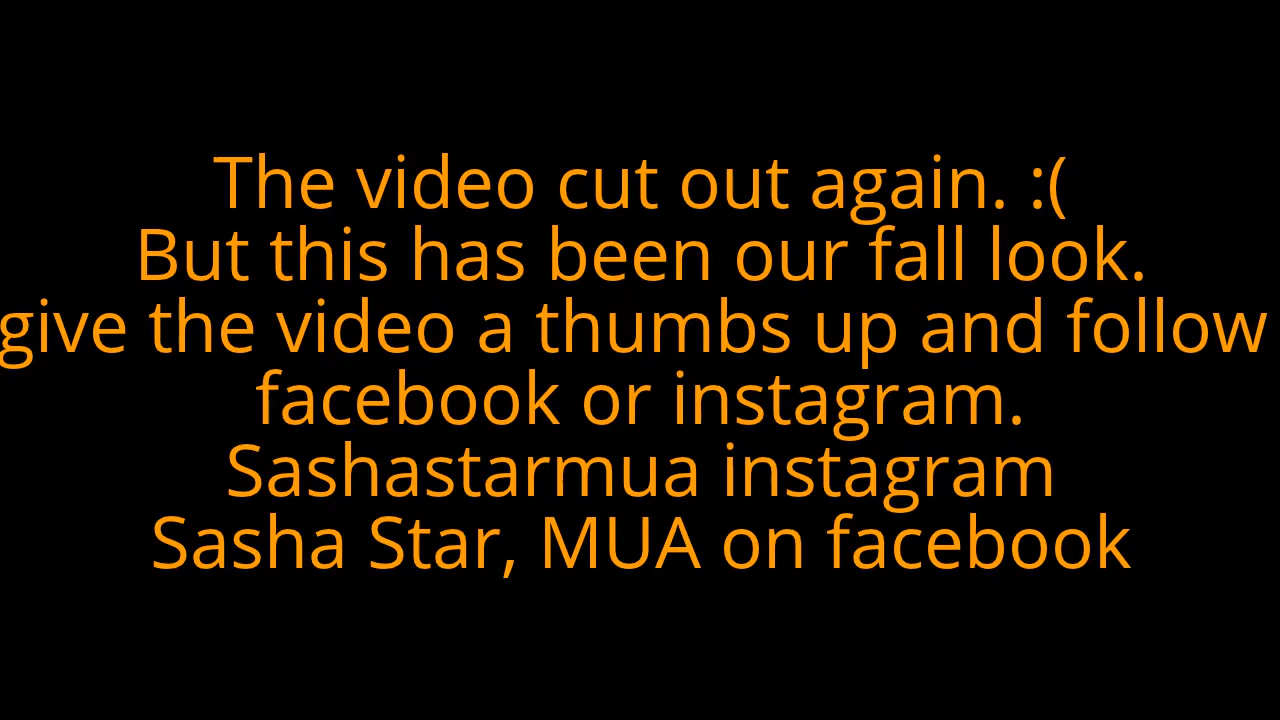 The video cut out again. :(
But this has been our fall look.
give the video a thumbs up and follow
facebook or instagram.
Sashastarmua instagram
Sasha Star, MUA on facebook